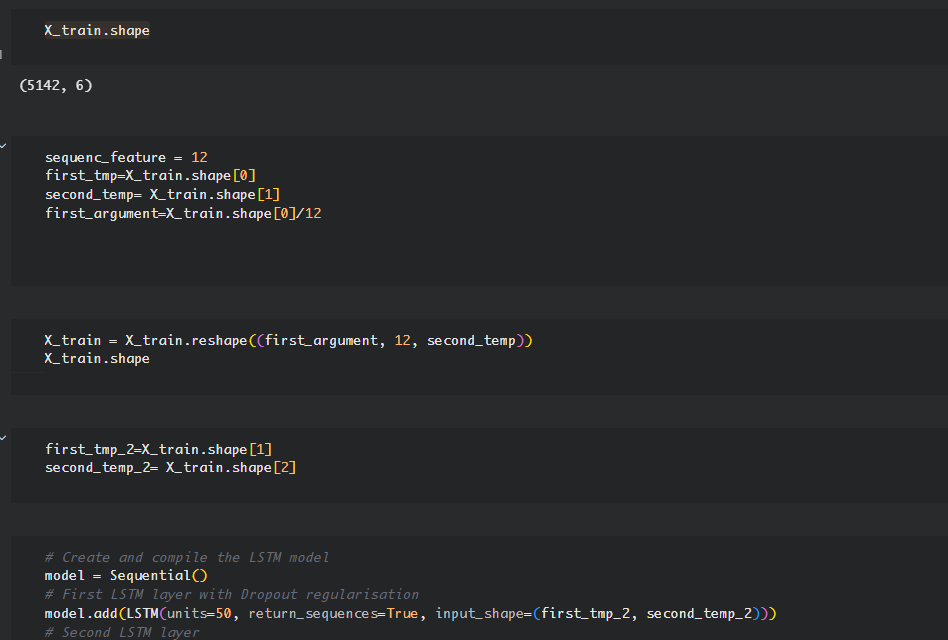 X_train.shape
(5142, 6)
sequenc_feature = 12
first_tmp=X_train.shape[0]
second_temp= X_train.shape[1]
first_argument=X_train.shape[0]/12
X_train = X_train.reshape((first_argument, 12, second_temp))
X_train.shape
first_tmp_2=X_train.shape[1]
second_temp_2= X_train.shape[2]
# Create and compile the LSTM model
model = Sequential()
# First LSTM layer with Dropout regularisation
model.add(LSTM(units=50, return_sequences=True, input_shape=(first_tmp_2, second_temp_2)))
# Second LSTM layer